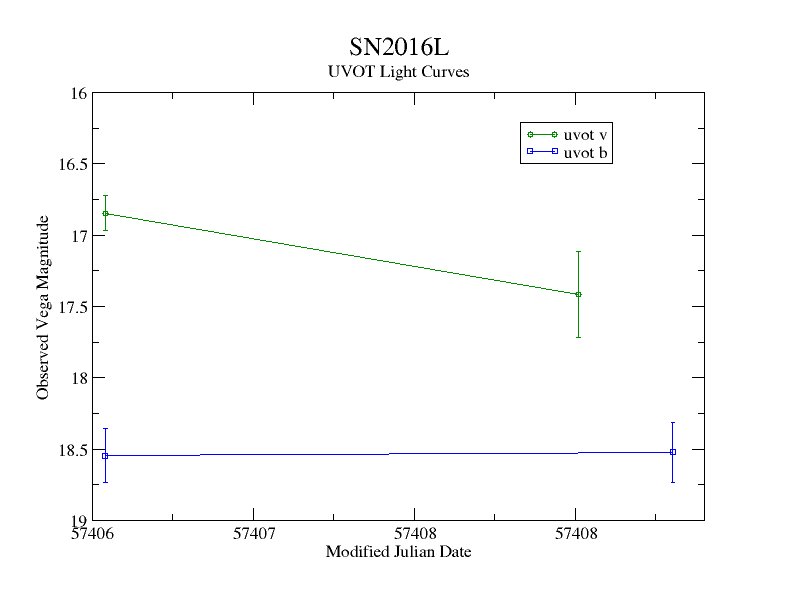 SN2016L
UVOT Light Curves
16
16.5
17
17.5
18
18.5
19
Observed Vega Magnitude
uvot v
uvot b
57406 57407 57408 57408
Modified Julian Date